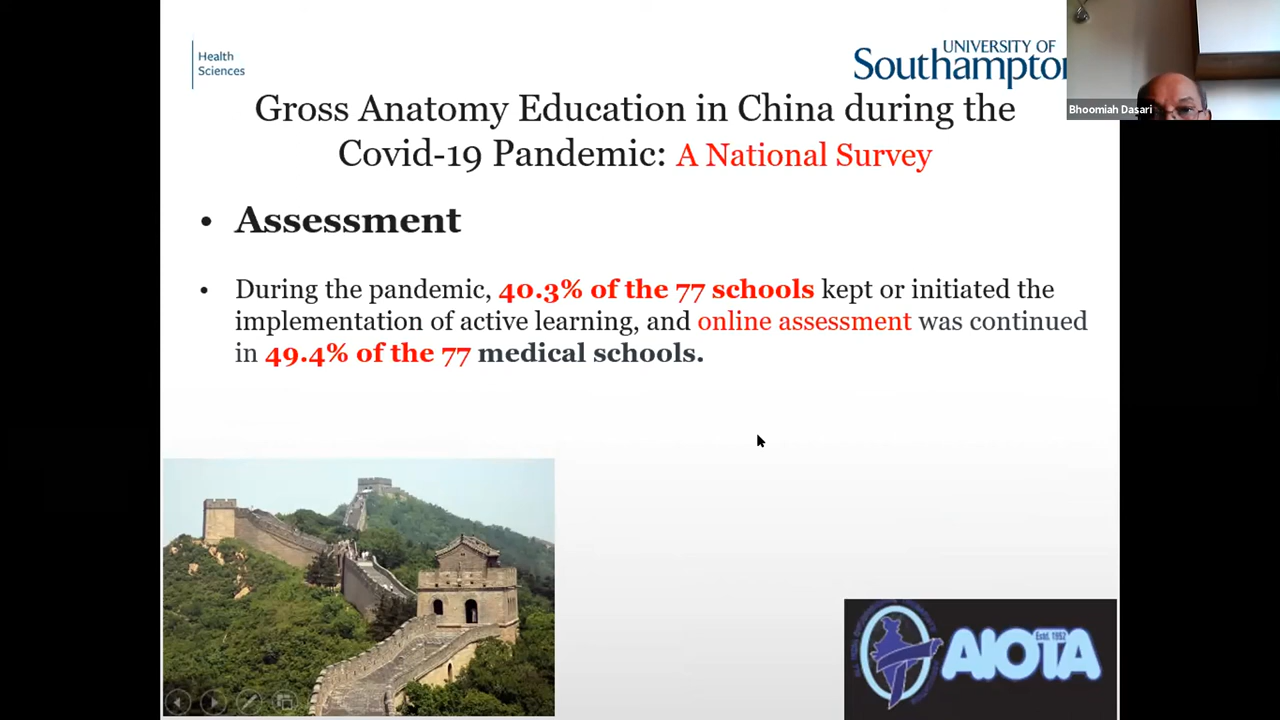 Health
Sciences
UNIVERSITY OF
Southampton
Bhoomiah Dasari
Gross Anatomy Education in China during the
Covid-19 Pandemic: A National Survey
• Assessment
• During the pandemic, 40.3% of the 77 schools kept or initiated the
implementation of active learning, and online assessment was continued
in 49.4% of the 77 medical schools.
Estd. 1952
AIOTA